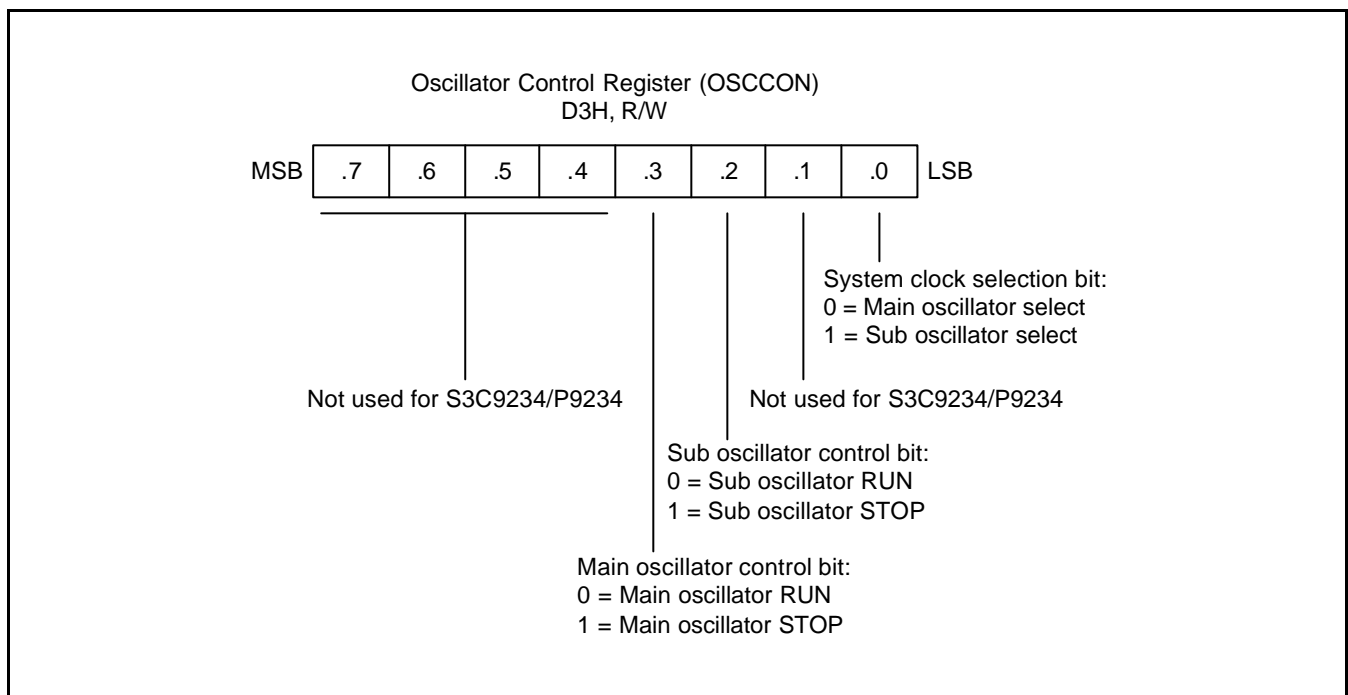 Oscillator Control Register (OSCCON)
D3H, R/W
MSB .7 .6 .5 .4 .3 .2 .1 .0 LSB
System clock selection bit:
0 = Main oscillator select
1 = Sub oscillator select
Not used for S3C9234/P9234
Not used for S3C9234/P9234
Sub oscillator control bit:
0 = Sub oscillator RUN
1 = Sub oscillator STOP
Main oscillator control bit:
0 = Main oscillator RUN
1 = Main oscillator STOP